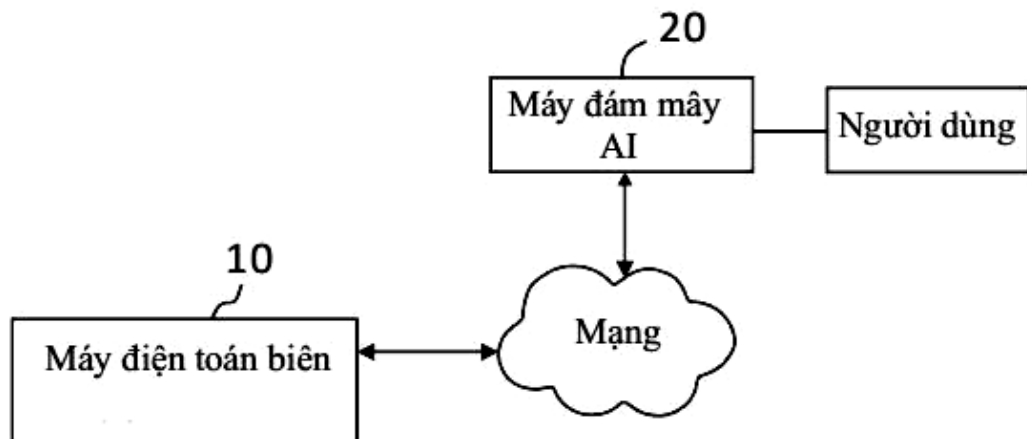 20
Máy đám mây
AI
Người dùng
10
Mạng
Máy điện toán biên